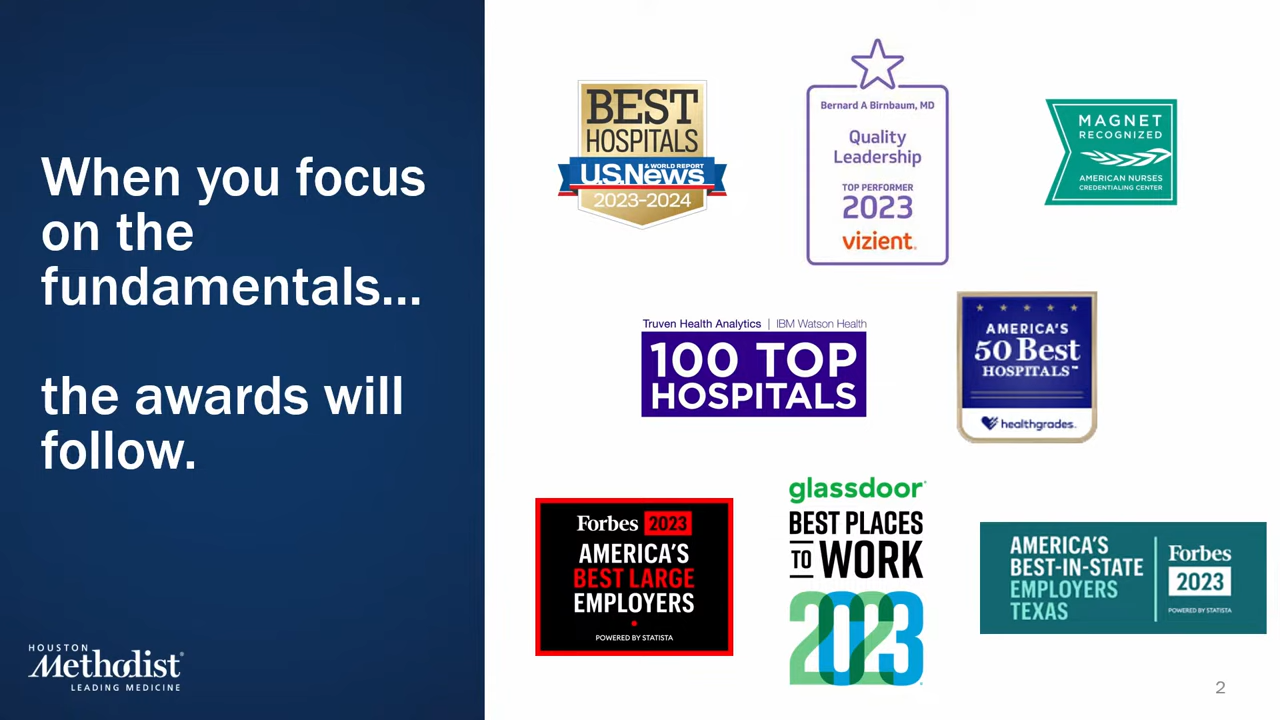 When you focus
on the
fundamentals...
the awards will
follow.
HOUSTON
Methodist®
LEADING MEDICINE
BEST
HOSPITALS
U.S.News
& WORLD REPORT
2023-2024
Bernard A Birnbaum, MD
Quality
Leadership
TOP PERFORMER
2023
vizient.
MAGNET
RECOGNIZED
AMERICAN NURSES
CREDENTIALING CENTER
Truven Health Analytics | IBM Watson Health
100 TOP
HOSPITALS
AMERICA'S
50 Best
HOSPITALS™
healthgrades.
Forbes 2023
AMERICA'S
BEST LARGE
EMPLOYERS
POWERED BY STATISTA
glassdoor®
BEST PLACES
TO WORK
2023
AMERICA'S
BEST-IN-STATE
EMPLOYERS
TEXAS
Forbes
2023
POWERED BY STATISTA
2